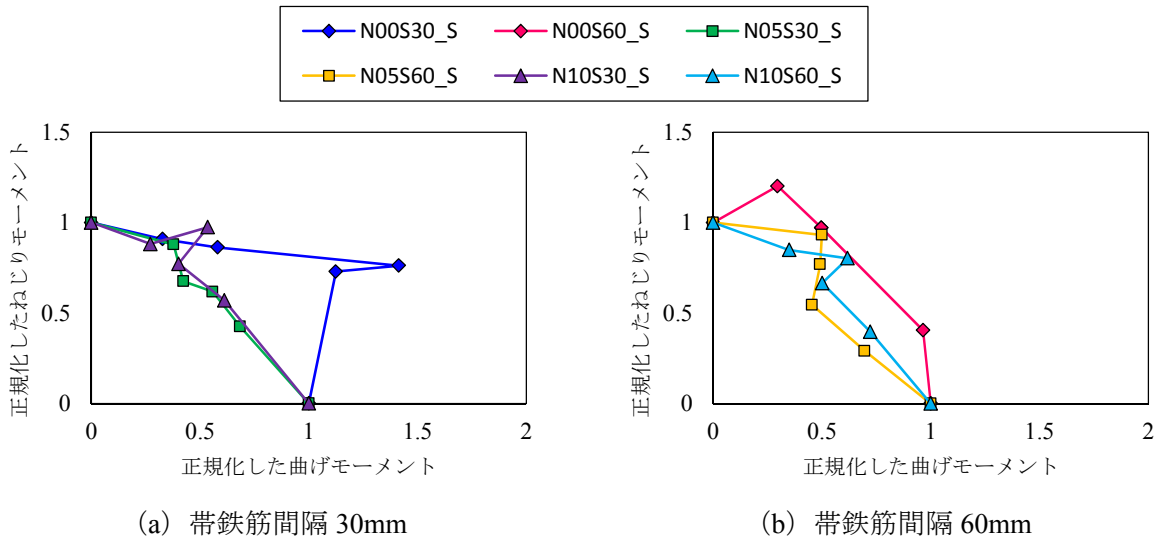 N00S30_S N00S60_S N05S30_S
N05S60_S N10S30_S N10S60_S
正規化したねじりモーメント
1.5
1
0.5
0
0 0.5 1 1.5 2
正規化した曲げモーメント
(a) 帯鉄筋間隔 30mm
正規化したねじりモーメント
1.5
1
0.5
0
0 0.5 1 1.5 2
正規化した曲げモーメント
(b) 帯鉄筋間隔 60mm